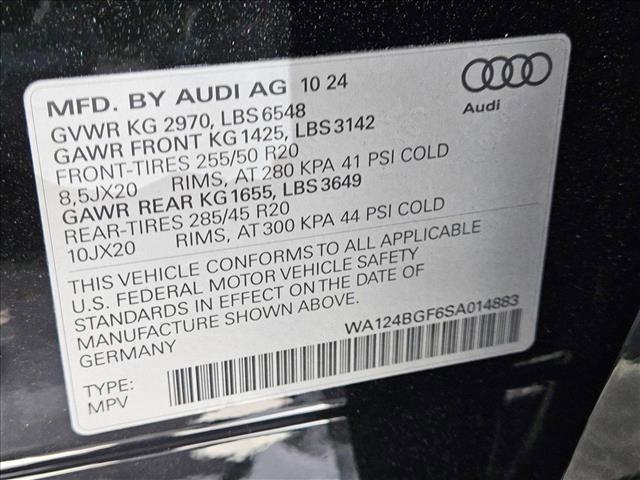 MFD. BY AUDI AG 10 24
Audi
GVWR KG 2970, LBS 6548
GAWR FRONT KG 1425, LBS 3142
FRONT-TIRES 255/50 R20
8,5JX20 RIMS, AT 280 KPA 41 PSI COLD
GAWR REAR KG 1655, LBS 3649
REAR-TIRES 285/45 R20
10JX20 RIMS, AT 300 KPA 44 PSI COLD
THIS VEHICLE CONFORMS TO ALL APPLICABLE
U.S. FEDERAL MOTOR VEHICLE SAFETY
STANDARDS IN EFFECT ON THE DATE OF
MANUFACTURE SHOWN ABOVE.
GERMANY
WA124BGF6SA014883
TYPE:
MPV